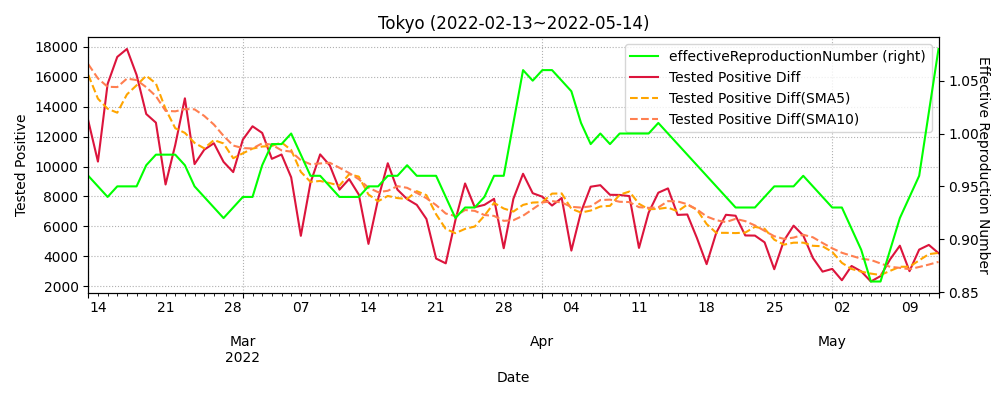 Tokyo (2022-02-13~2022-05-14)
effectiveReproductionNumber (right)
Tested Positive Diff
Tested Positive Diff(SMA5)
Tested Positive Diff(SMA10)
Tested Positive
18000
16000
14000
12000
10000
8000
6000
4000
2000
Effective Reproduction Number
1.05
1.00
0.95
0.90
0.85
14 21 28 07 14 21 28 04 11 18 25 02 09
Mar Apr May
2022
Date